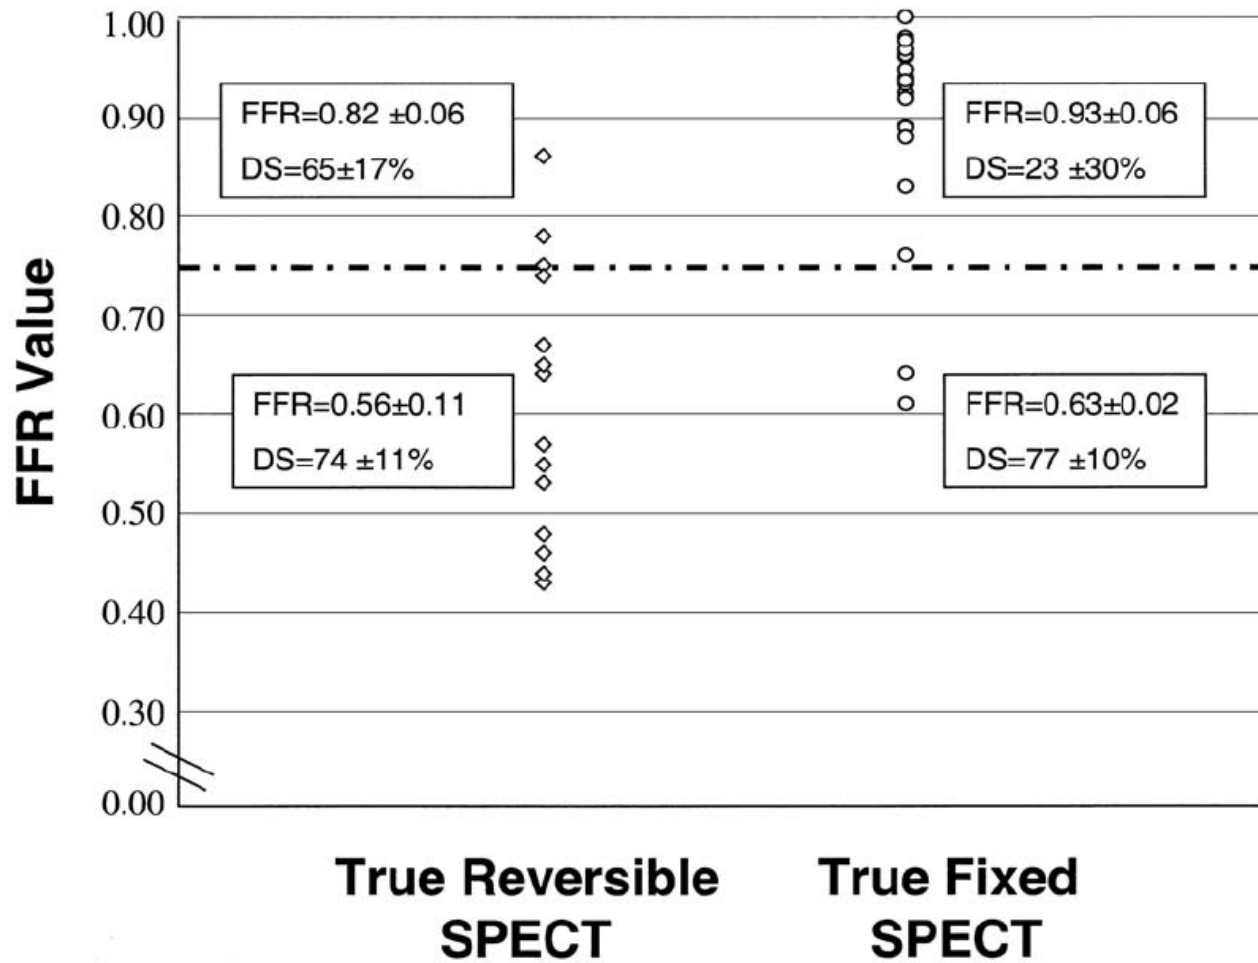 1.00
0.90
0.80
0.70
0.60
0.50
0.40
0.30
0.00
FFR Value
FFR=0.82 ±0.06
DS=65±17%
FFR=0.93±0.06
DS=23 ±30%
FFR=0.56±0.11
DS=74 ±11%
FFR=0.63±0.02
DS=77 ±10%
True Reversible
SPECT
True Fixed
SPECT